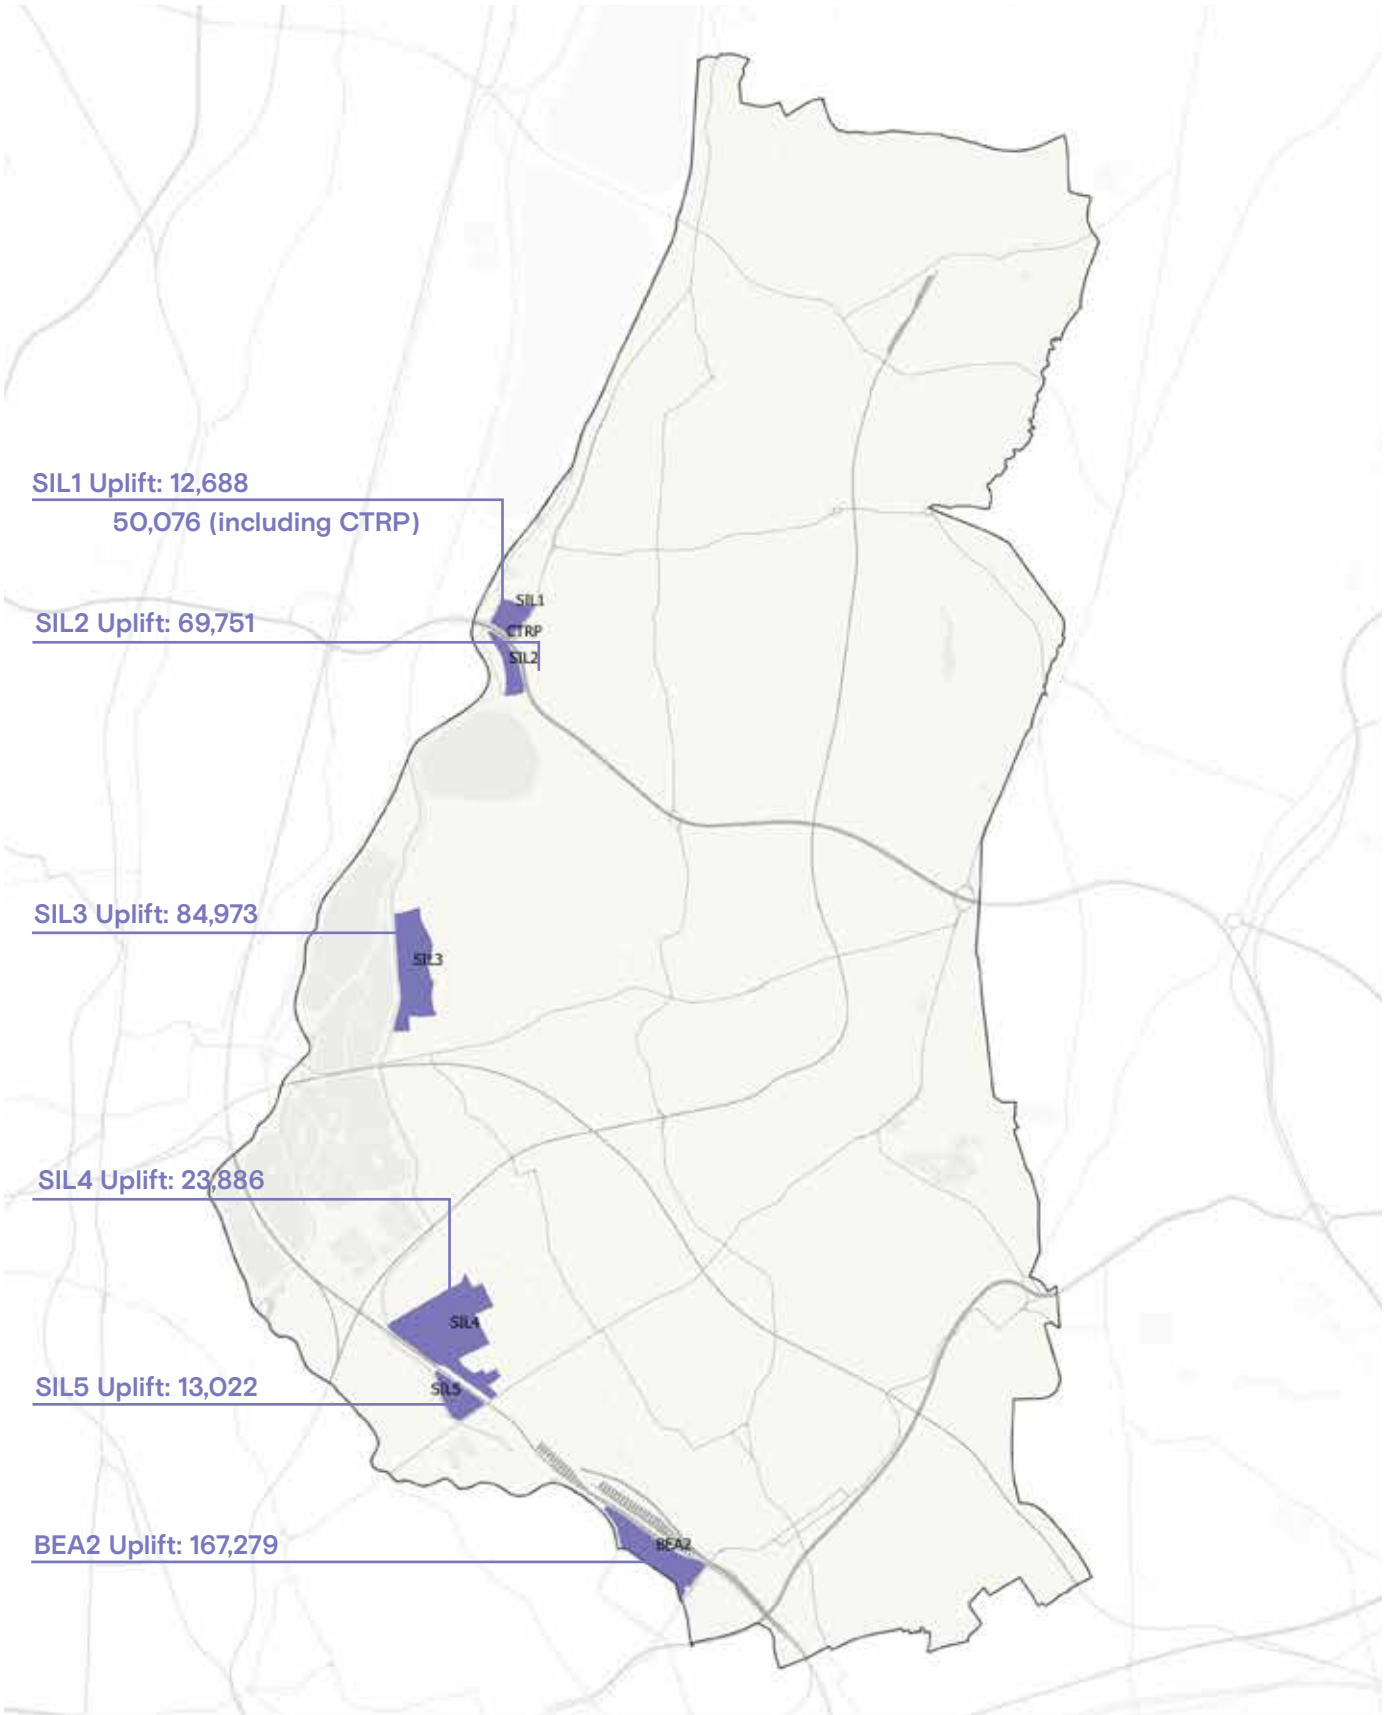 SIL1 Uplift: 12,688
50,076 (including CTRP)
SIL1
SIL2 Uplift: 69,751
CTRP
SIL2
SIL3 Uplift: 84,973
SIL3
SIL4 Uplift: 23,886
SIL4
SIL5 Uplift: 13,022
SIL5
BEA2 Uplift: 167,279
BEA2